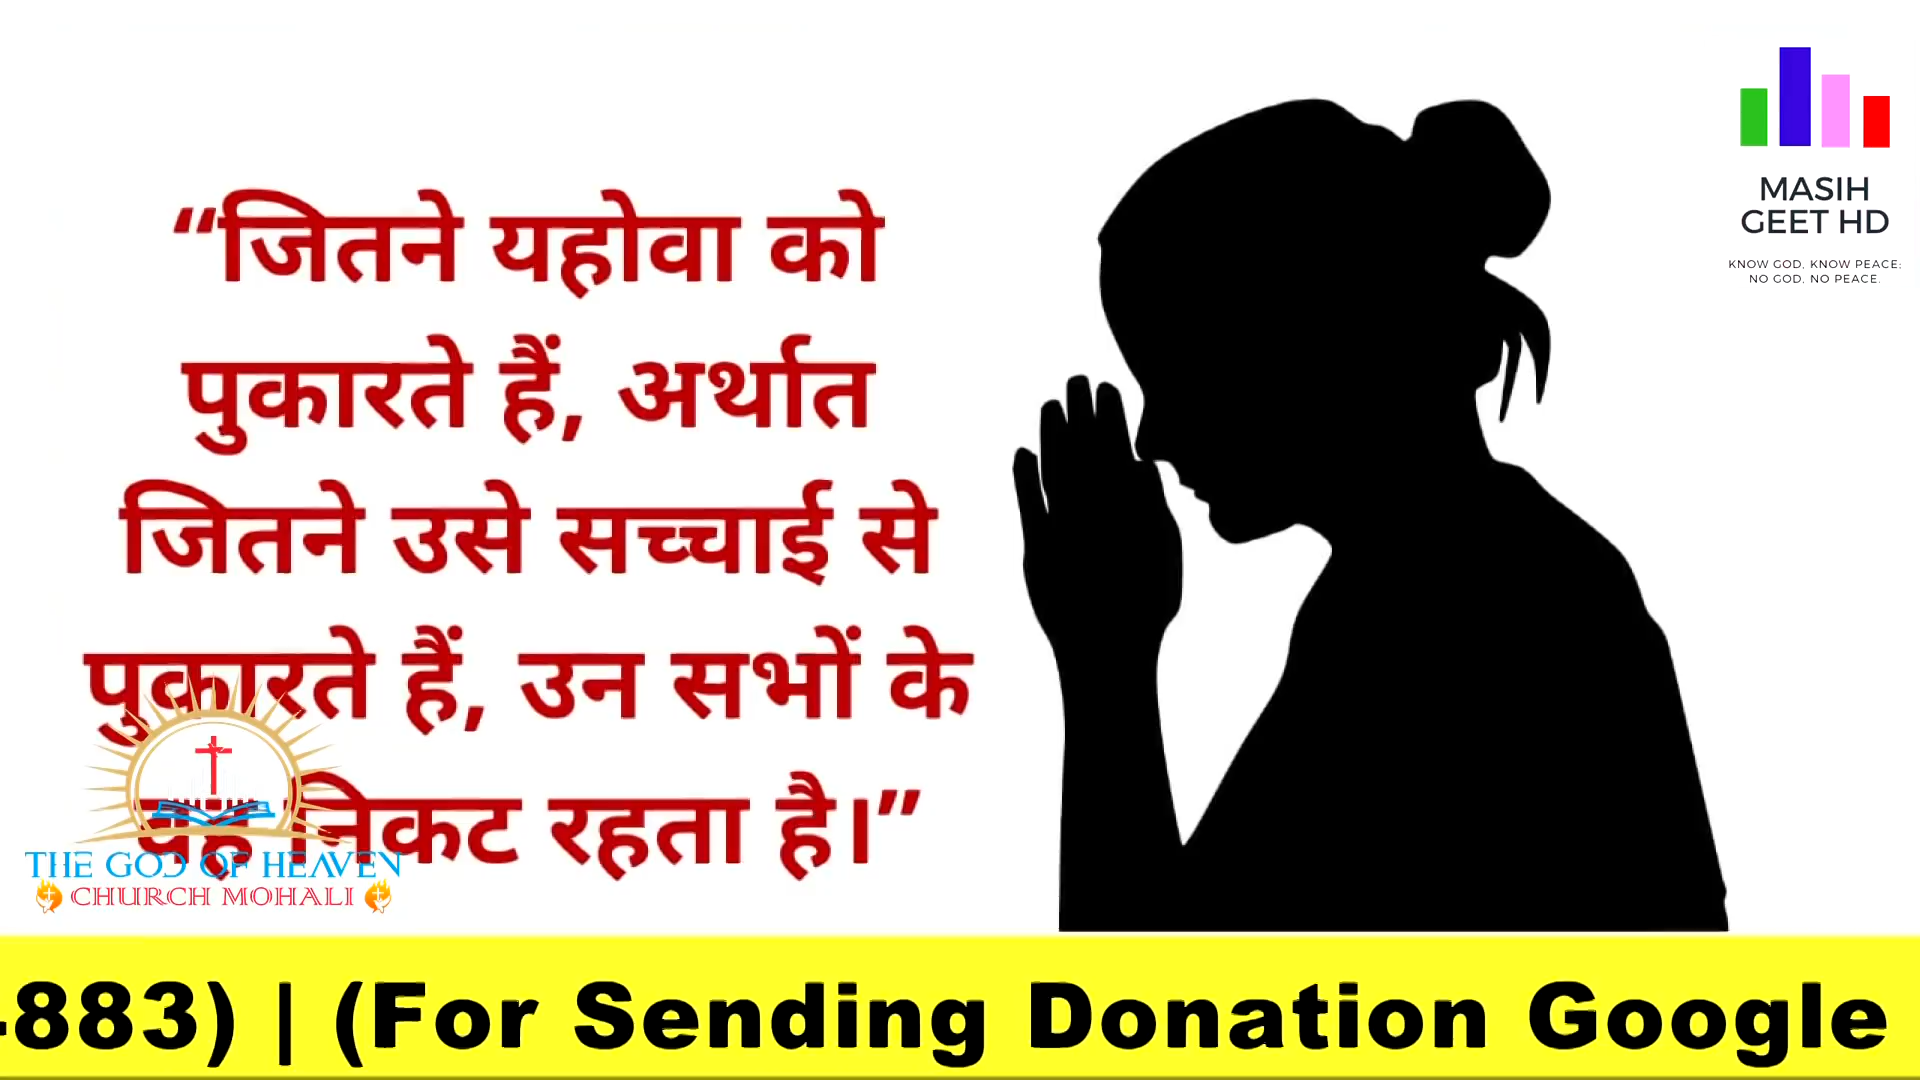 “जितने यहोवा को
पुकारते हैं, अर्थात
जितने उसे सच्चाई से
पुकारते हैं, उन सभों के
वह निकट रहता है।”
MASIH
GEET HD
KNOW GOD, KNOW PEACE;
NO GOD, NO PEACE.
THE GOD OF HEAVEN
CHURCH MOHALI
883) | (For Sending Donation Google